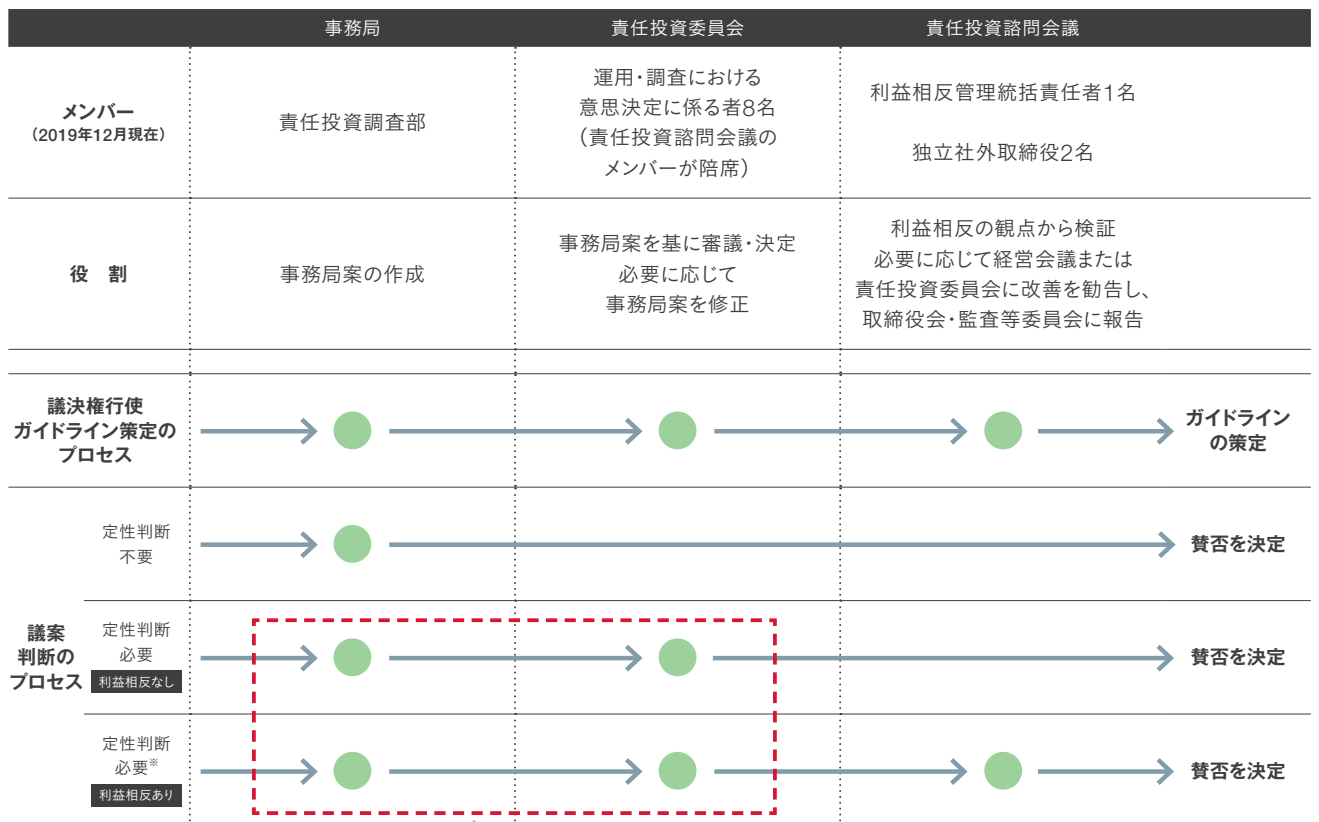 事務局
責任投資委員会
責任投資諮問会議
メンバー
（2019年12月現在）
責任投資調査部
運用・調査における
意思決定に係る者8名
（責任投資諮問会議の
メンバーが陪席）
利益相反管理統括責任者1名
独立社外取締役2名
役　割
事務局案の作成
事務局案を基に審議・決定
必要に応じて
事務局案を修正
利益相反の観点から検証
必要に応じて経営会議または
責任投資委員会に改善を勧告し、
取締役会・監査等委員会に報告
議決権行使
ガイドライン策定の
プロセス
ガイドライン
の策定
議案
判断の
プロセス
定性判断
不要
賛否を決定
定性判断
必要
利益相反なし
賛否を決定
定性判断
必要※
利益相反あり
賛否を決定